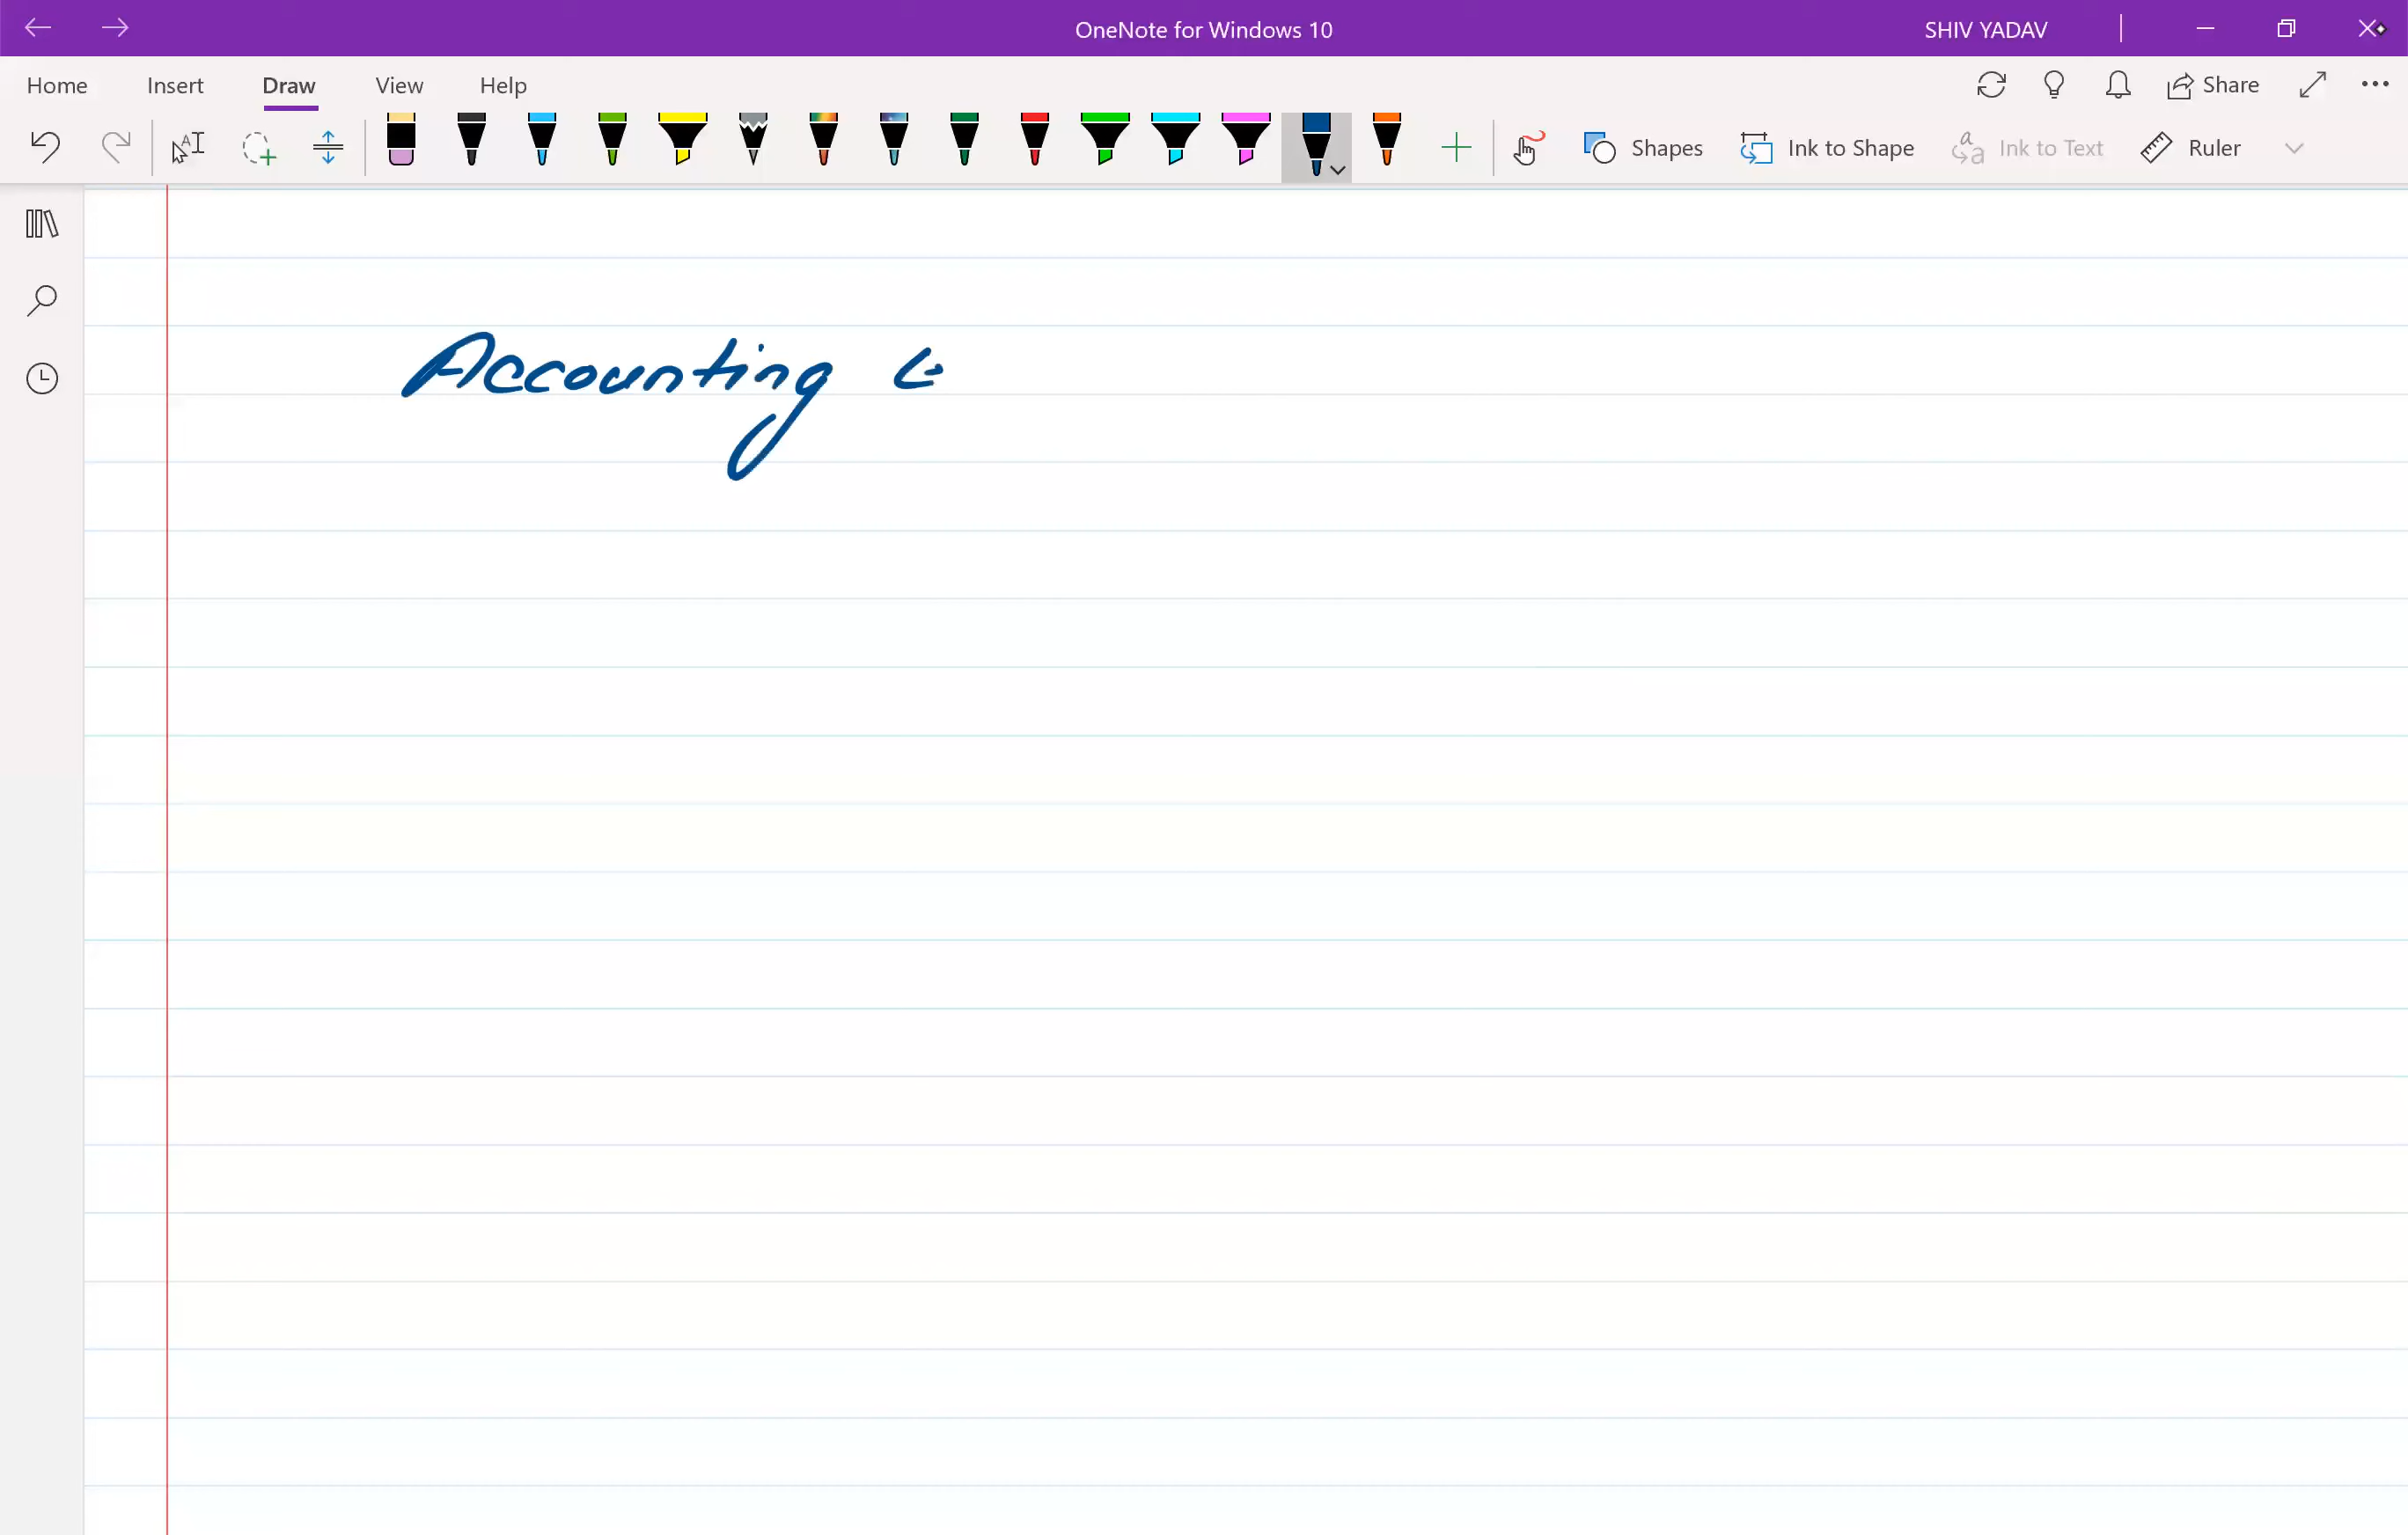 OneNote for Windows 10 SHIV YADAV
Home Insert Draw View Help Share
Shapes Ink to Shape Ink to Text Ruler
Accounting